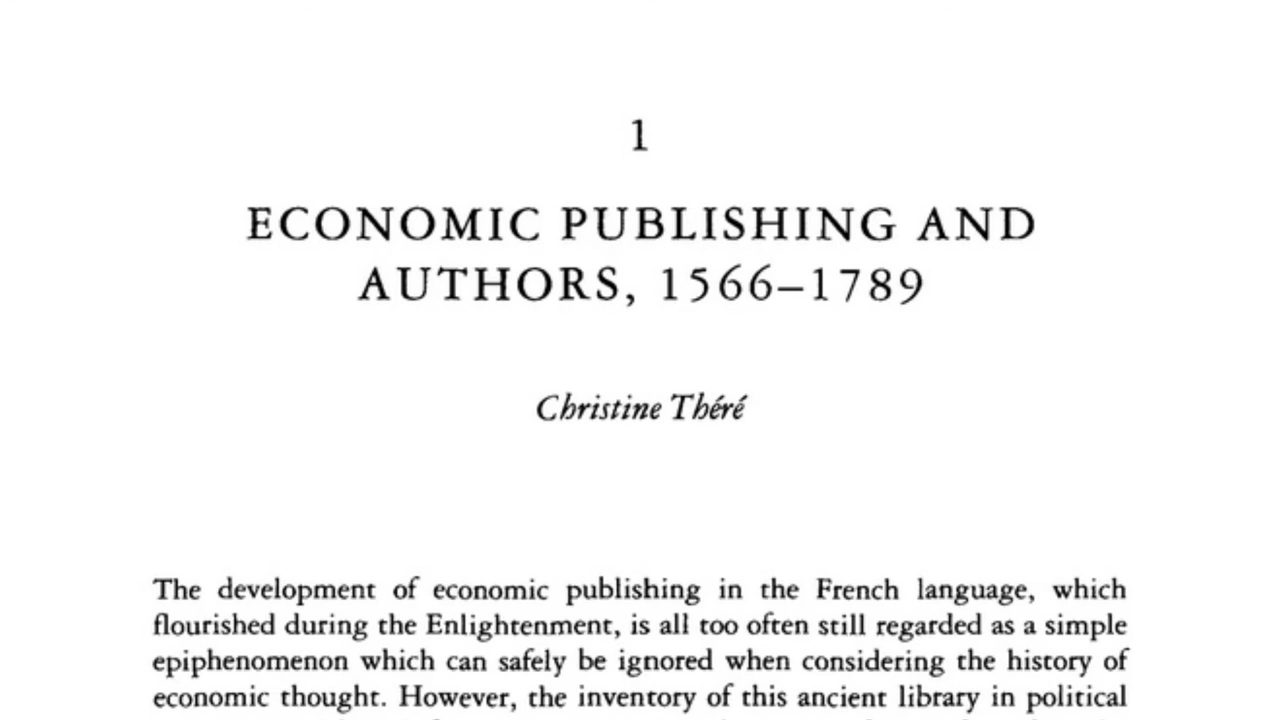 1
ECONOMIC PUBLISHING AND
AUTHORS, 1566–1789
Christine Théré
The development of economic publishing in the French language, which
flourished during the Enlightenment, is all too often still regarded as a simple
epiphenomenon which can safely be ignored when considering the history of
economic thought. However, the inventory of this ancient library in political